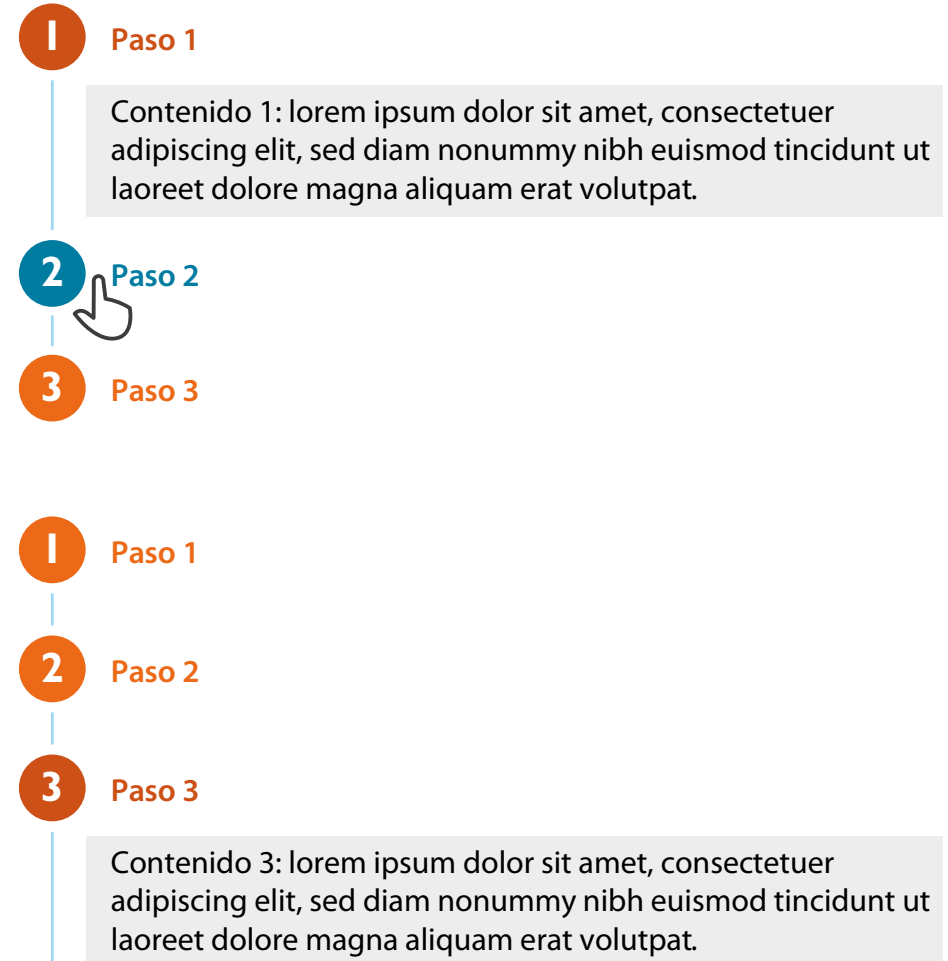 1 Paso 1
Contenido 1: lorem ipsum dolor sit amet, consectetuer
adipiscing elit, sed diam nonummy nibh euismod tincidunt ut
laoreet dolore magna aliquam erat volutpat.
2 Paso 2
3 Paso 3
1 Paso 1
2 Paso 2
3 Paso 3
Contenido 3: lorem ipsum dolor sit amet, consectetuer
adipiscing elit, sed diam nonummy nibh euismod tincidunt ut
laoreet dolore magna aliquam erat volutpat.